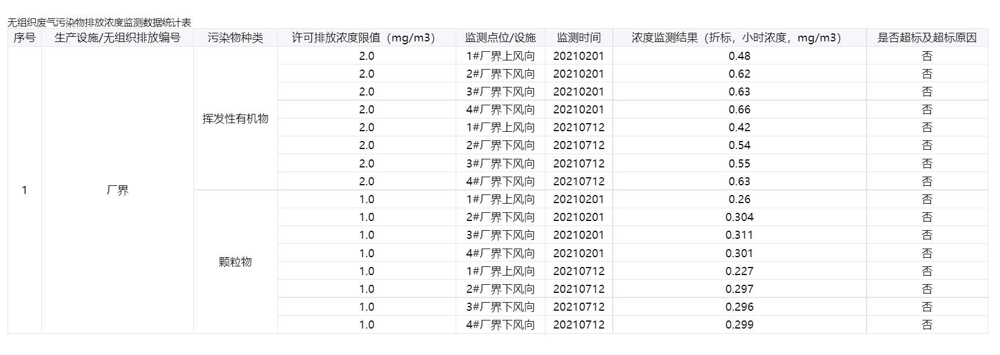 无组织废气污染物排放浓度监测数据统计表
序号 生产设施/无组织排放编号 污染物种类 许可排放浓度限值（mg/m3） 监测点位/设施 监测时间 浓度监测结果（折标，小时浓度，mg/m3） 是否超标及超标原因
1 厂界 挥发性有机物 2.0 1#厂界上风向 20210201 0.48 否
2.0 2#厂界下风向 20210201 0.62 否
2.0 3#厂界下风向 20210201 0.63 否
2.0 4#厂界下风向 20210201 0.66 否
2.0 1#厂界上风向 20210712 0.42 否
2.0 2#厂界下风向 20210712 0.54 否
2.0 3#厂界下风向 20210712 0.55 否
2.0 4#厂界下风向 20210712 0.63 否
颗粒物 1.0 1#厂界上风向 20210201 0.26 否
1.0 2#厂界下风向 20210201 0.304 否
1.0 3#厂界下风向 20210201 0.311 否
1.0 4#厂界下风向 20210201 0.301 否
1.0 1#厂界上风向 20210712 0.227 否
1.0 2#厂界下风向 20210712 0.297 否
1.0 3#厂界下风向 20210712 0.296 否
1.0 4#厂界下风向 20210712 0.299 否